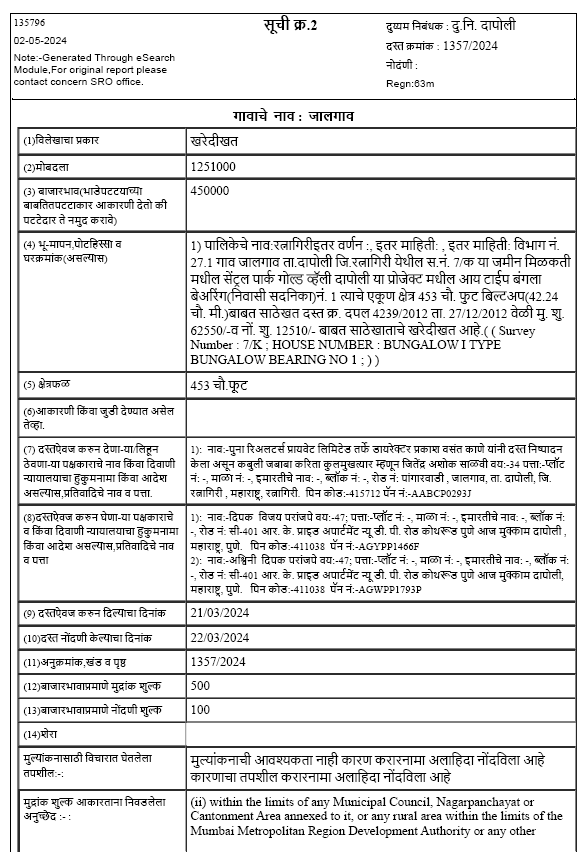 135796
02-05-2024
Note:-Generated Through eSearch
Module,For original report please
contact concern SRO office.
सूची क्र.2
दुय्यम निबंधक : दु.नि. दापोली
दस्त क्रमांक : 1357/2024
नोदंणी :
Regn:63m
गावाचे नाव : जालगाव
(1)विलेखाचा प्रकार
खरेदीखत
(2)मोबदला
1251000
(3) बाजारभाव(भाडेपटटयाच्या
बाबतितपटटाकार आकारणी देतो की
पटटेदार ते नमुद करावे)
450000
(4) भू-मापन,पोटहिस्सा व
घरक्रमांक(असल्यास)
1) पालिकेचे नाव:रत्नागिरीइतर वर्णन :, इतर माहिती: , इतर माहिती: विभाग नं.
27.1 गाव जालगाव ता.दापोली जि.रत्नागिरी येथील स.नं. 7/क या जमीन मिळकती
मधील सेंट्रल पार्क गोल्ड व्हॅली दापोली या प्रोजेक्ट मधील आय टाईप बंगला
बेअरिंग(निवासी सदनिका)नं. 1 त्याचे एकूण क्षेत्र 453 चौ. फुट बिल्टअप(42.24
चौ. मी.)बाबत साठेखत दस्त क्र. दपल 4239/2012 ता. 27/12/2012 वेळी मु. शु.
62550/-व नों. शु. 12510/- बाबत साठेखाताचे खरेदीखत आहे.( ( Survey
Number : 7/K ; HOUSE NUMBER : BUNGALOW I TYPE
BUNGALOW BEARING NO 1 ; ) )
(5) क्षेत्रफळ
453 चौ.फूट
(6)आकारणी किंवा जुडी देण्यात असेल
तेव्हा.
(7) दस्तऐवज करुन देणा-या/लिहून
ठेवणा-या पक्षकाराचे नाव किंवा दिवाणी
न्यायालयाचा हुकुमनामा किंवा आदेश
असल्यास,प्रतिवादिचे नाव व पत्ता.
1): नाव:-पुना रिअलटर्स प्रायवेट लिमिटेड तर्फे डायरेक्टर प्रकाश वसंत काणे यांनी दस्त निष्पादन
केला असून कबुली जबाबा करिता कुलमुखत्यार म्हणून जितेंद्र अशोक साळवी वय:-34 पत्ता:-प्लॉट
नं: -, माळा नं: -, इमारतीचे नाव: -, ब्लॉक नं: -, रोड नं: पांगारवाडी , जालगाव, ता. दापोली, जि.
रत्नागिरी , महाराष्ट्र, रत्नागिरी. पिन कोड:-415712 पॅन नं:-AABCP0293J
(8)दस्तऐवज करुन घेणा-या पक्षकाराचे
व किंवा दिवाणी न्यायालयाचा हुकुमनामा
किंवा आदेश असल्यास,प्रतिवादिचे नाव
व पत्ता
1): नाव:-दिपक विजय परांजपे वय:-47; पत्ता:-प्लॉट नं: -, माळा नं: -, इमारतीचे नाव: -, ब्लॉक नं:
-, रोड नं: सी-401 आर. के. प्राइड अपार्टमेंट न्यू डी. पी. रोड कोथरूड पुणे आज मुक्काम दापोली ,
महाराष्ट्र, पुणे. पिन कोड:-411038 पॅन नं:-AGYPP1466F
2): नाव:-अश्विनी दिपक परांजपे वय:-47; पत्ता:-प्लॉट नं: -, माळा नं: -, इमारतीचे नाव: -, ब्लॉक नं:
-, रोड नं: सी-401 आर. के. प्राइड अपार्टमेंट न्यू डी. पी. रोड कोथरूड पुणे आज मुक्काम दापोली,
महाराष्ट्र, पुणे. पिन कोड:-411038 पॅन नं:-AGWPP1793P
(9) दस्तऐवज करुन दिल्याचा दिनांक
21/03/2024
(10)दस्त नोंदणी केल्याचा दिनांक
22/03/2024
(11)अनुक्रमांक,खंड व पृष्ठ
1357/2024
(12)बाजारभावाप्रमाणे मुद्रांक शुल्क
500
(13)बाजारभावाप्रमाणे नोंदणी शुल्क
100
(14)शेरा
मुल्यांकनासाठी विचारात घेतलेला
तपशील:-:
मुल्यांकनाची आवश्यकता नाही कारण करारनामा अलाहिदा नोंदविला आहे
कारणाचा तपशील करारनामा अलाहिदा नोंदविला आहे
मुद्रांक शुल्क आकारताना निवडलेला
अनुच्छेद :- :
(ii) within the limits of any Municipal Council, Nagarpanchayat or
Cantonment Area annexed to it, or any rural area within the limits of the
Mumbai Metropolitan Region Development Authority or any other